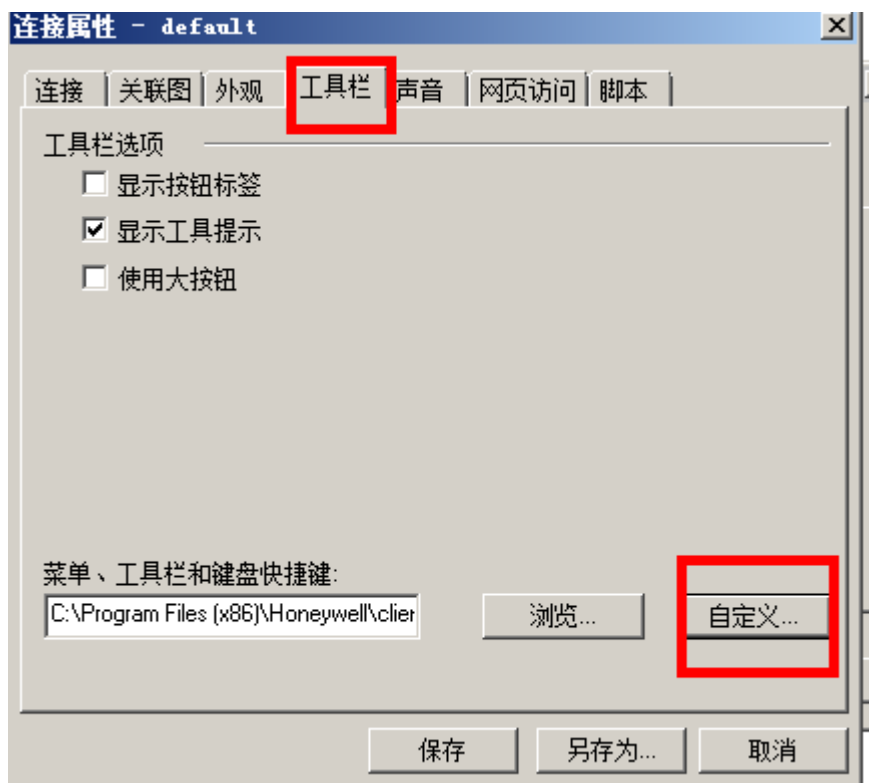 连接属性 - default
连接 关联图 外观 工具栏 声音 网页访问 脚本
工具栏选项
显示按钮标签
显示工具提示
使用大按钮
菜单、工具栏和键盘快捷键:
C:\Program Files (x86)\Honeywell\clier 浏览... 自定义...
保存 另存为... 取消